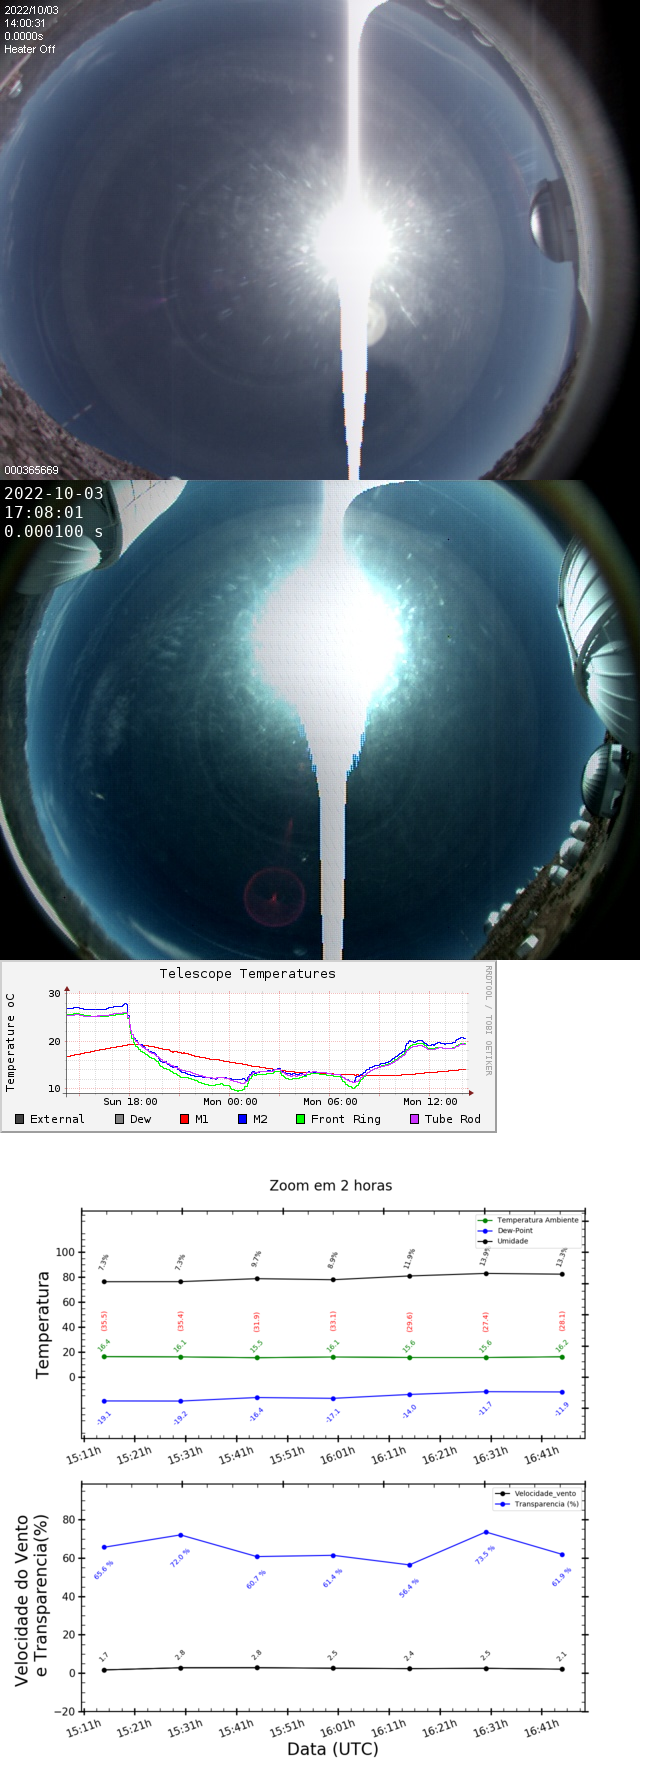 2022/10/03
14:00:31
0.0000s
Heater Off
000365669
2022-10-03
17:08:01
0.000100 s
Telescope Temperatures
RRDTOOL / TOBI OETIKER
Temperature oC
30
20
10
Sun 18:00 Mon 00:00 Mon 06:00 Mon 12:00
External Dew M1 M2 Front Ring Tube Rod
Zoom em 2 horas
Temperatura Ambiente
Dew-Point
Umidade
Temperatura
100
80
60
40
20
0
7.3% 7.3% 9.7% 8.9% 11.9% 13.9% 13.3%
(35.5) (35.4) (31.9) (33.1) (29.6) (27.4) (28.1)
16.4 16.1 15.5 16.1 15.6 15.6 16.2
-19.1 -19.2 -16.4 -17.1 -14.0 -11.7 -11.9
15:11h 15:21h 15:31h 15:41h 15:51h 16:01h 16:11h 16:21h 16:31h 16:41h
Velocidade_vento
Transparencia (%)
Velocidade do Vento
e Transparencia(%)
80
60
40
20
0
−20
65.6 % 72.0 % 60.7 % 61.4 % 56.4 % 73.5 % 61.9 %
1.7 2.8 2.8 2.5 2.4 2.5 2.1
15:11h 15:21h 15:31h 15:41h 15:51h 16:01h 16:11h 16:21h 16:31h 16:41h
Data (UTC)